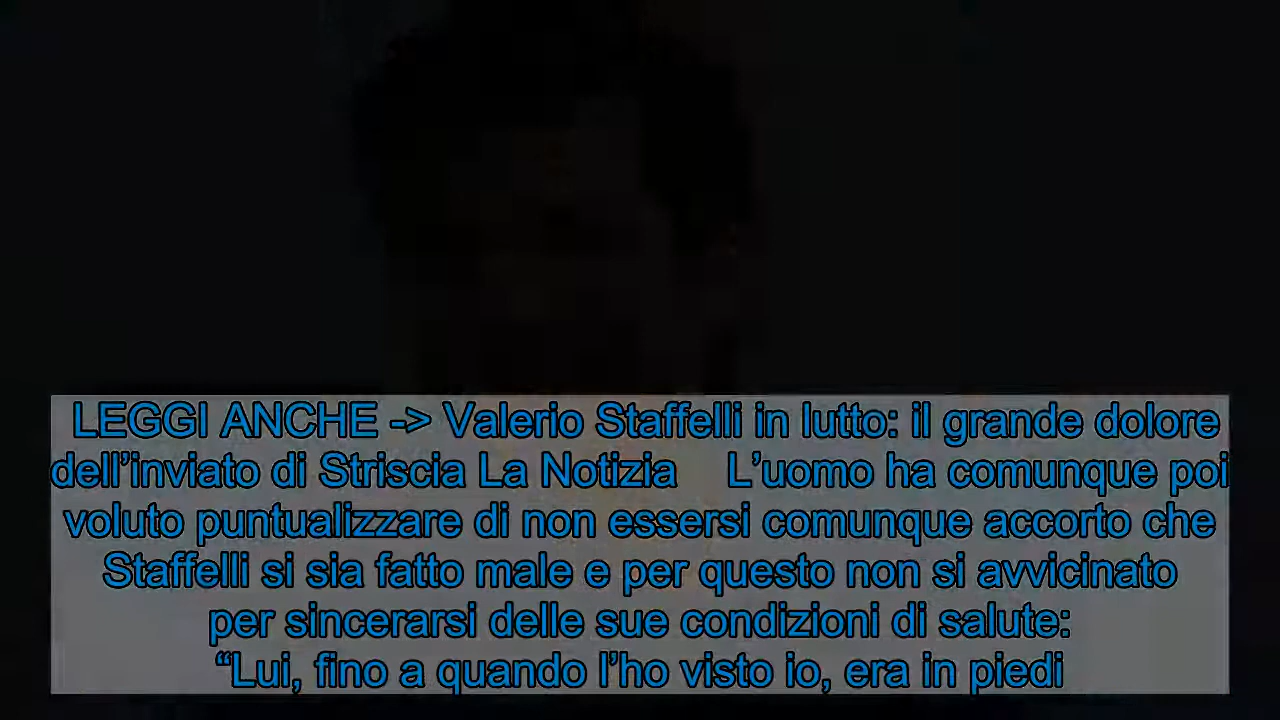 LEGGI ANCHE -> Valerio Staffelli in lutto: il grande dolore
dell’inviato di Striscia La Notizia    L’uomo ha comunque poi
voluto puntualizzare di non essersi comunque accorto che
Staffelli si sia fatto male e per questo non si avvicinato
per sincerarsi delle sue condizioni di salute:
“Lui, fino a quando l’ho visto io, era in piedi